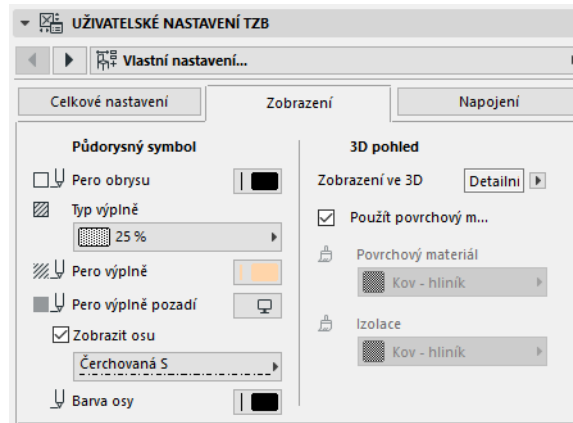 UŽIVATELSKÉ NASTAVENÍ TZB
Vlastní nastavení...
Celkové nastavení
Zobrazení
Napojení
Půdorysný symbol
Pero obrysu
Typ výplně
25 %
Pero výplně
Pero výplně pozadí
Zobrazit osu
Čerchovaná S
Barva osy
3D pohled
Zobrazení ve 3D
Detailní
Použít povrchový m...
Povrchový materiál
Kov - hliník
Izolace
Kov - hliník